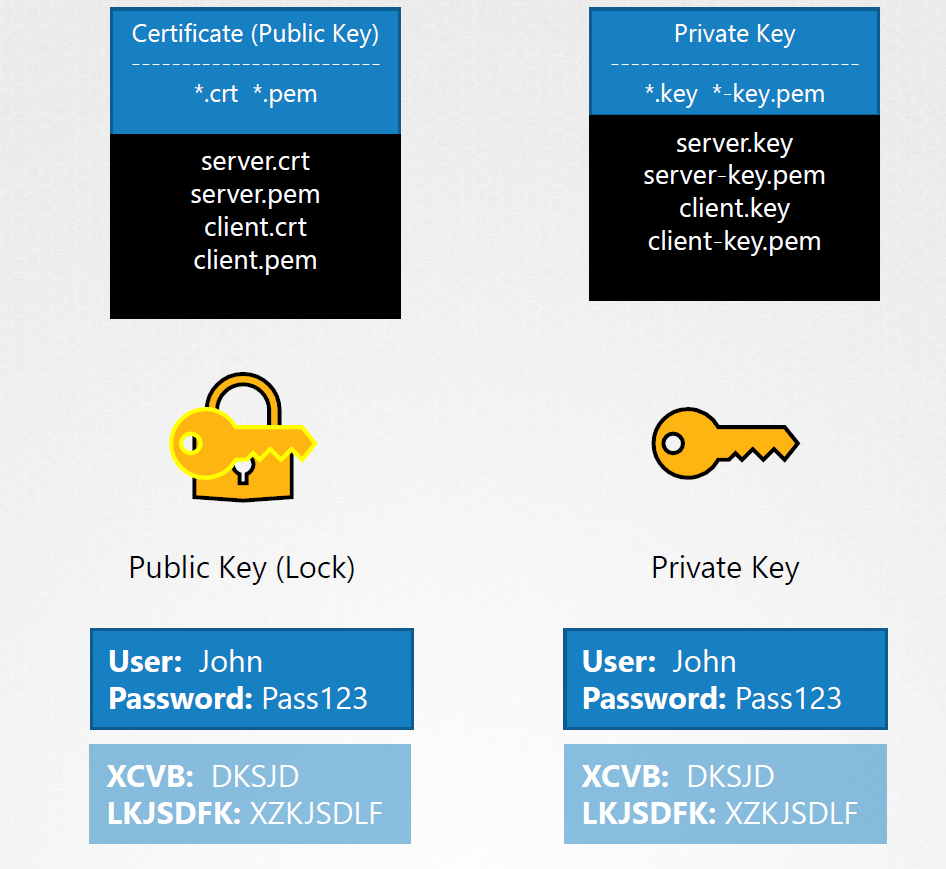 Certificate (Public Key)
-------------------------
*.crt *.pem
server.crt
server.pem
client.crt
client.pem
Public Key (Lock)
User: John
Password: Pass123
XCVB: DKSJD
LKJSDFK: XZKJSDLF
Private Key
-------------------------
*.key *-key.pem
server.key
server-key.pem
client.key
client-key.pem
Private Key
User: John
Password: Pass123
XCVB: DKSJD
LKJSDFK: XZKJSDLF